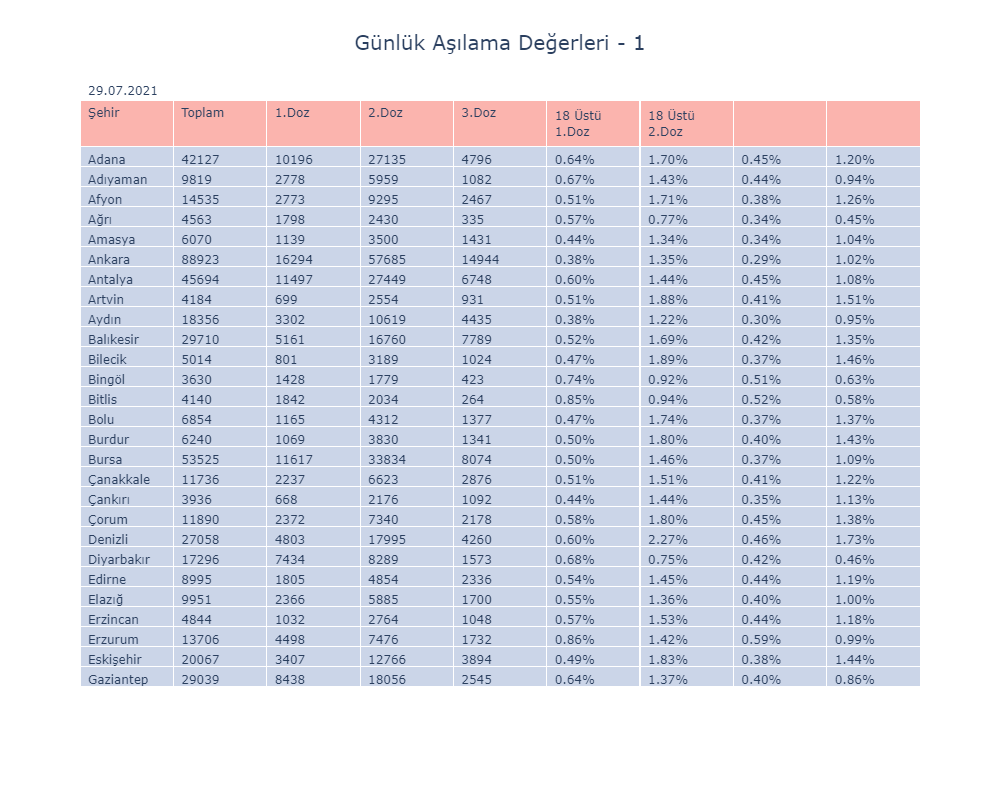 Günlük Aşılama Değerleri - 1
29.07.2021
Şehir Toplam 1.Doz 2.Doz 3.Doz 18 Üstü 1.Doz 18 Üstü 2.Doz
Adana 42127 10196 27135 4796 0.64% 1.70% 0.45% 1.20%
Adıyaman 9819 2778 5959 1082 0.67% 1.43% 0.44% 0.94%
Afyon 14535 2773 9295 2467 0.51% 1.71% 0.38% 1.26%
Ağrı 4563 1798 2430 335 0.57% 0.77% 0.34% 0.45%
Amasya 6070 1139 3500 1431 0.44% 1.34% 0.34% 1.04%
Ankara 88923 16294 57685 14944 0.38% 1.35% 0.29% 1.02%
Antalya 45694 11497 27449 6748 0.60% 1.44% 0.45% 1.08%
Artvin 4184 699 2554 931 0.51% 1.88% 0.41% 1.51%
Aydın 18356 3302 10619 4435 0.38% 1.22% 0.30% 0.95%
Balıkesir 29710 5161 16760 7789 0.52% 1.69% 0.42% 1.35%
Bilecik 5014 801 3189 1024 0.47% 1.89% 0.37% 1.46%
Bingöl 3630 1428 1779 423 0.74% 0.92% 0.51% 0.63%
Bitlis 4140 1842 2034 264 0.85% 0.94% 0.52% 0.58%
Bolu 6854 1165 4312 1377 0.47% 1.74% 0.37% 1.37%
Burdur 6240 1069 3830 1341 0.50% 1.80% 0.40% 1.43%
Bursa 53525 11617 33834 8074 0.50% 1.46% 0.37% 1.09%
Çanakkale 11736 2237 6623 2876 0.51% 1.51% 0.41% 1.22%
Çankırı 3936 668 2176 1092 0.44% 1.44% 0.35% 1.13%
Çorum 11890 2372 7340 2178 0.58% 1.80% 0.45% 1.38%
Denizli 27058 4803 17995 4260 0.60% 2.27% 0.46% 1.73%
Diyarbakır 17296 7434 8289 1573 0.68% 0.75% 0.42% 0.46%
Edirne 8995 1805 4854 2336 0.54% 1.45% 0.44% 1.19%
Elazığ 9951 2366 5885 1700 0.55% 1.36% 0.40% 1.00%
Erzincan 4844 1032 2764 1048 0.57% 1.53% 0.44% 1.18%
Erzurum 13706 4498 7476 1732 0.86% 1.42% 0.59% 0.99%
Eskişehir 20067 3407 12766 3894 0.49% 1.83% 0.38% 1.44%
Gaziantep 29039 8438 18056 2545 0.64% 1.37% 0.40% 0.86%